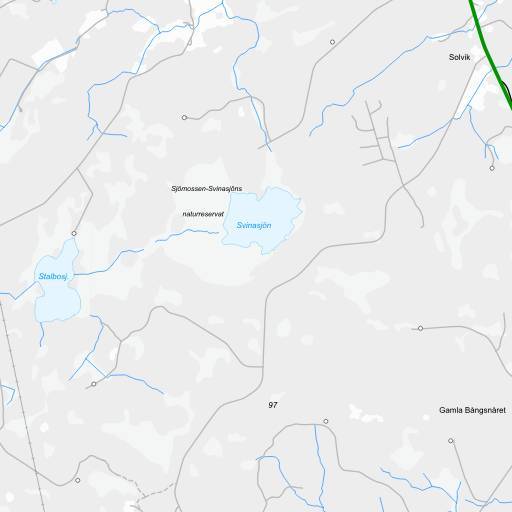 Solvik
Sjömossen-Svinasjöns
naturreservat
Svinasjön
Stalbosj.
97
Gamla Bångsnäret